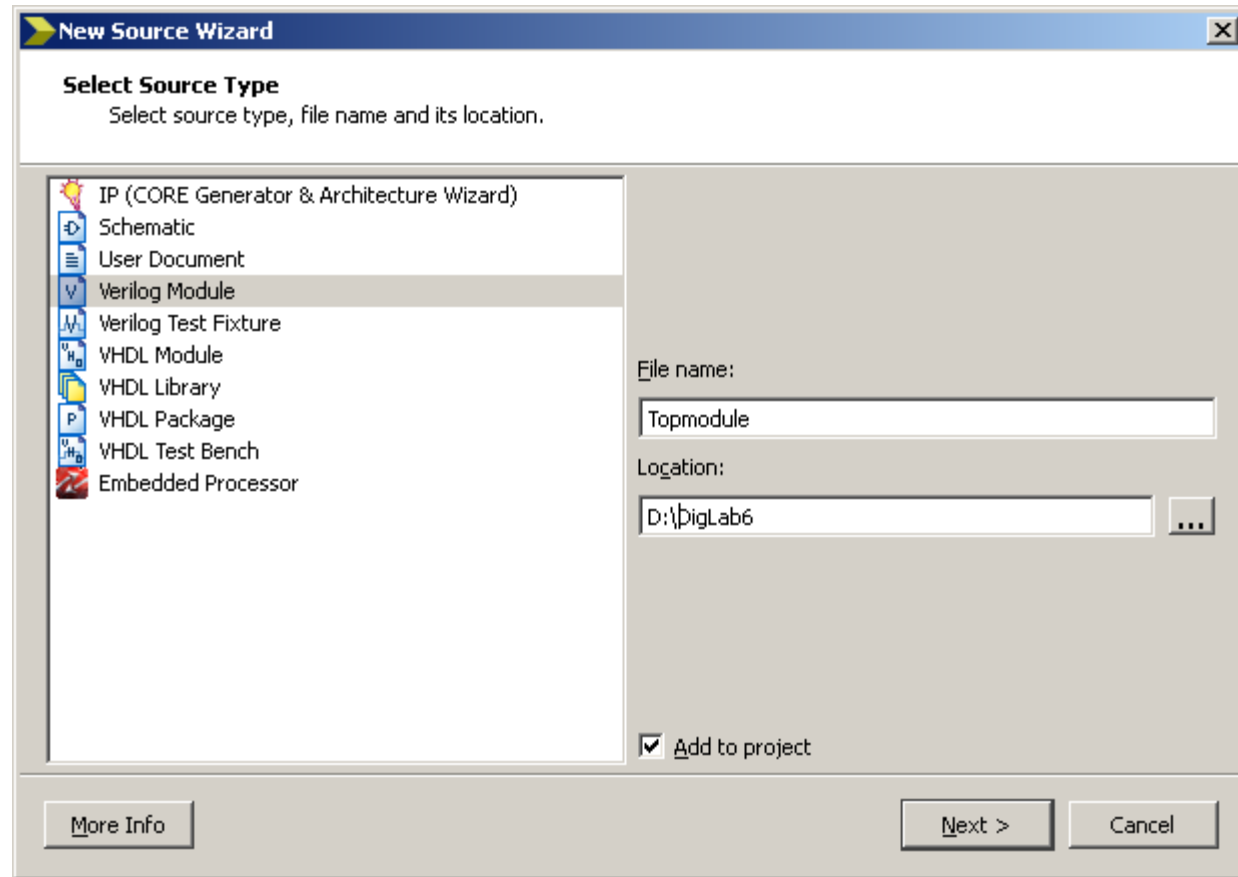 New Source Wizard
Select Source Type
Select source type, file name and its location.
IP (CORE Generator & Architecture Wizard)
Schematic
User Document
Verilog Module
Verilog Test Fixture
VHDL Module
VHDL Library
VHDL Package
VHDL Test Bench
Embedded Processor
File name:
Topmodule
Location:
D:\DigLab6
...
Add to project
More Info
Next >
Cancel